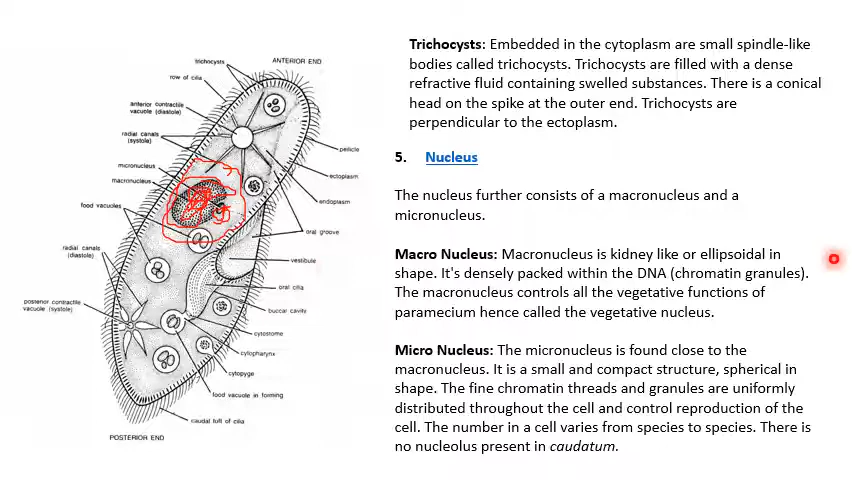 trichocysts
ANTERIOR END
row of cilia
anterior contractile
vacuole (diastole)
radial canals
(systole)
micronucleus
macronucleus
food vacuoles
radial canals
(diastole)
posterior contractile
vacuole (systole)
pellicle
ectoplasm
endoplasm
oral groove
vestibule
oral cilia
buccar cavity
cytostome
cytopharynx
cytopyge
food vacuole in forming
caudal tuft of cilia
POSTERIOR END
Trichocysts: Embedded in the cytoplasm are small spindle-like
bodies called trichocysts. Trichocysts are filled with a dense
refractive fluid containing swelled substances. There is a conical
head on the spike at the outer end. Trichocysts are
perpendicular to the ectoplasm.
5. Nucleus
The nucleus further consists of a macronucleus and a
micronucleus.
Macro Nucleus: Macronucleus is kidney like or ellipsoidal in
shape. It's densely packed within the DNA (chromatin granules).
The macronucleus controls all the vegetative functions of
paramecium hence called the vegetative nucleus.
Micro Nucleus: The micronucleus is found close to the
macronucleus. It is a small and compact structure, spherical in
shape. The fine chromatin threads and granules are uniformly
distributed throughout the cell and control reproduction of the
cell. The number in a cell varies from species to species. There is
no nucleolus present in caudatum.